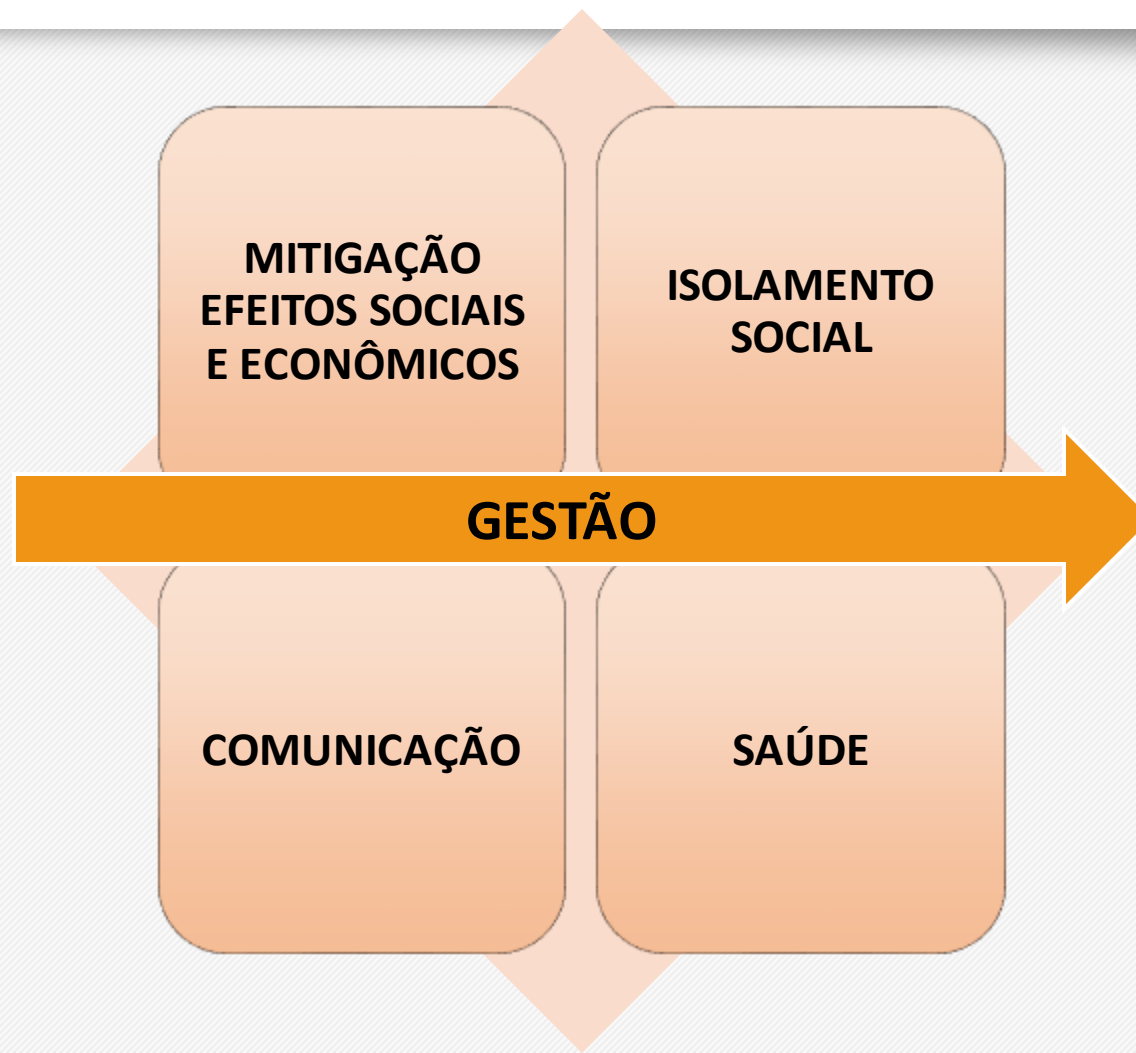 MITIGAÇÃO
EFEITOS SOCIAIS
E ECONÔMICOS
ISOLAMENTO
SOCIAL
GESTÃO
COMUNICAÇÃO
SAÚDE